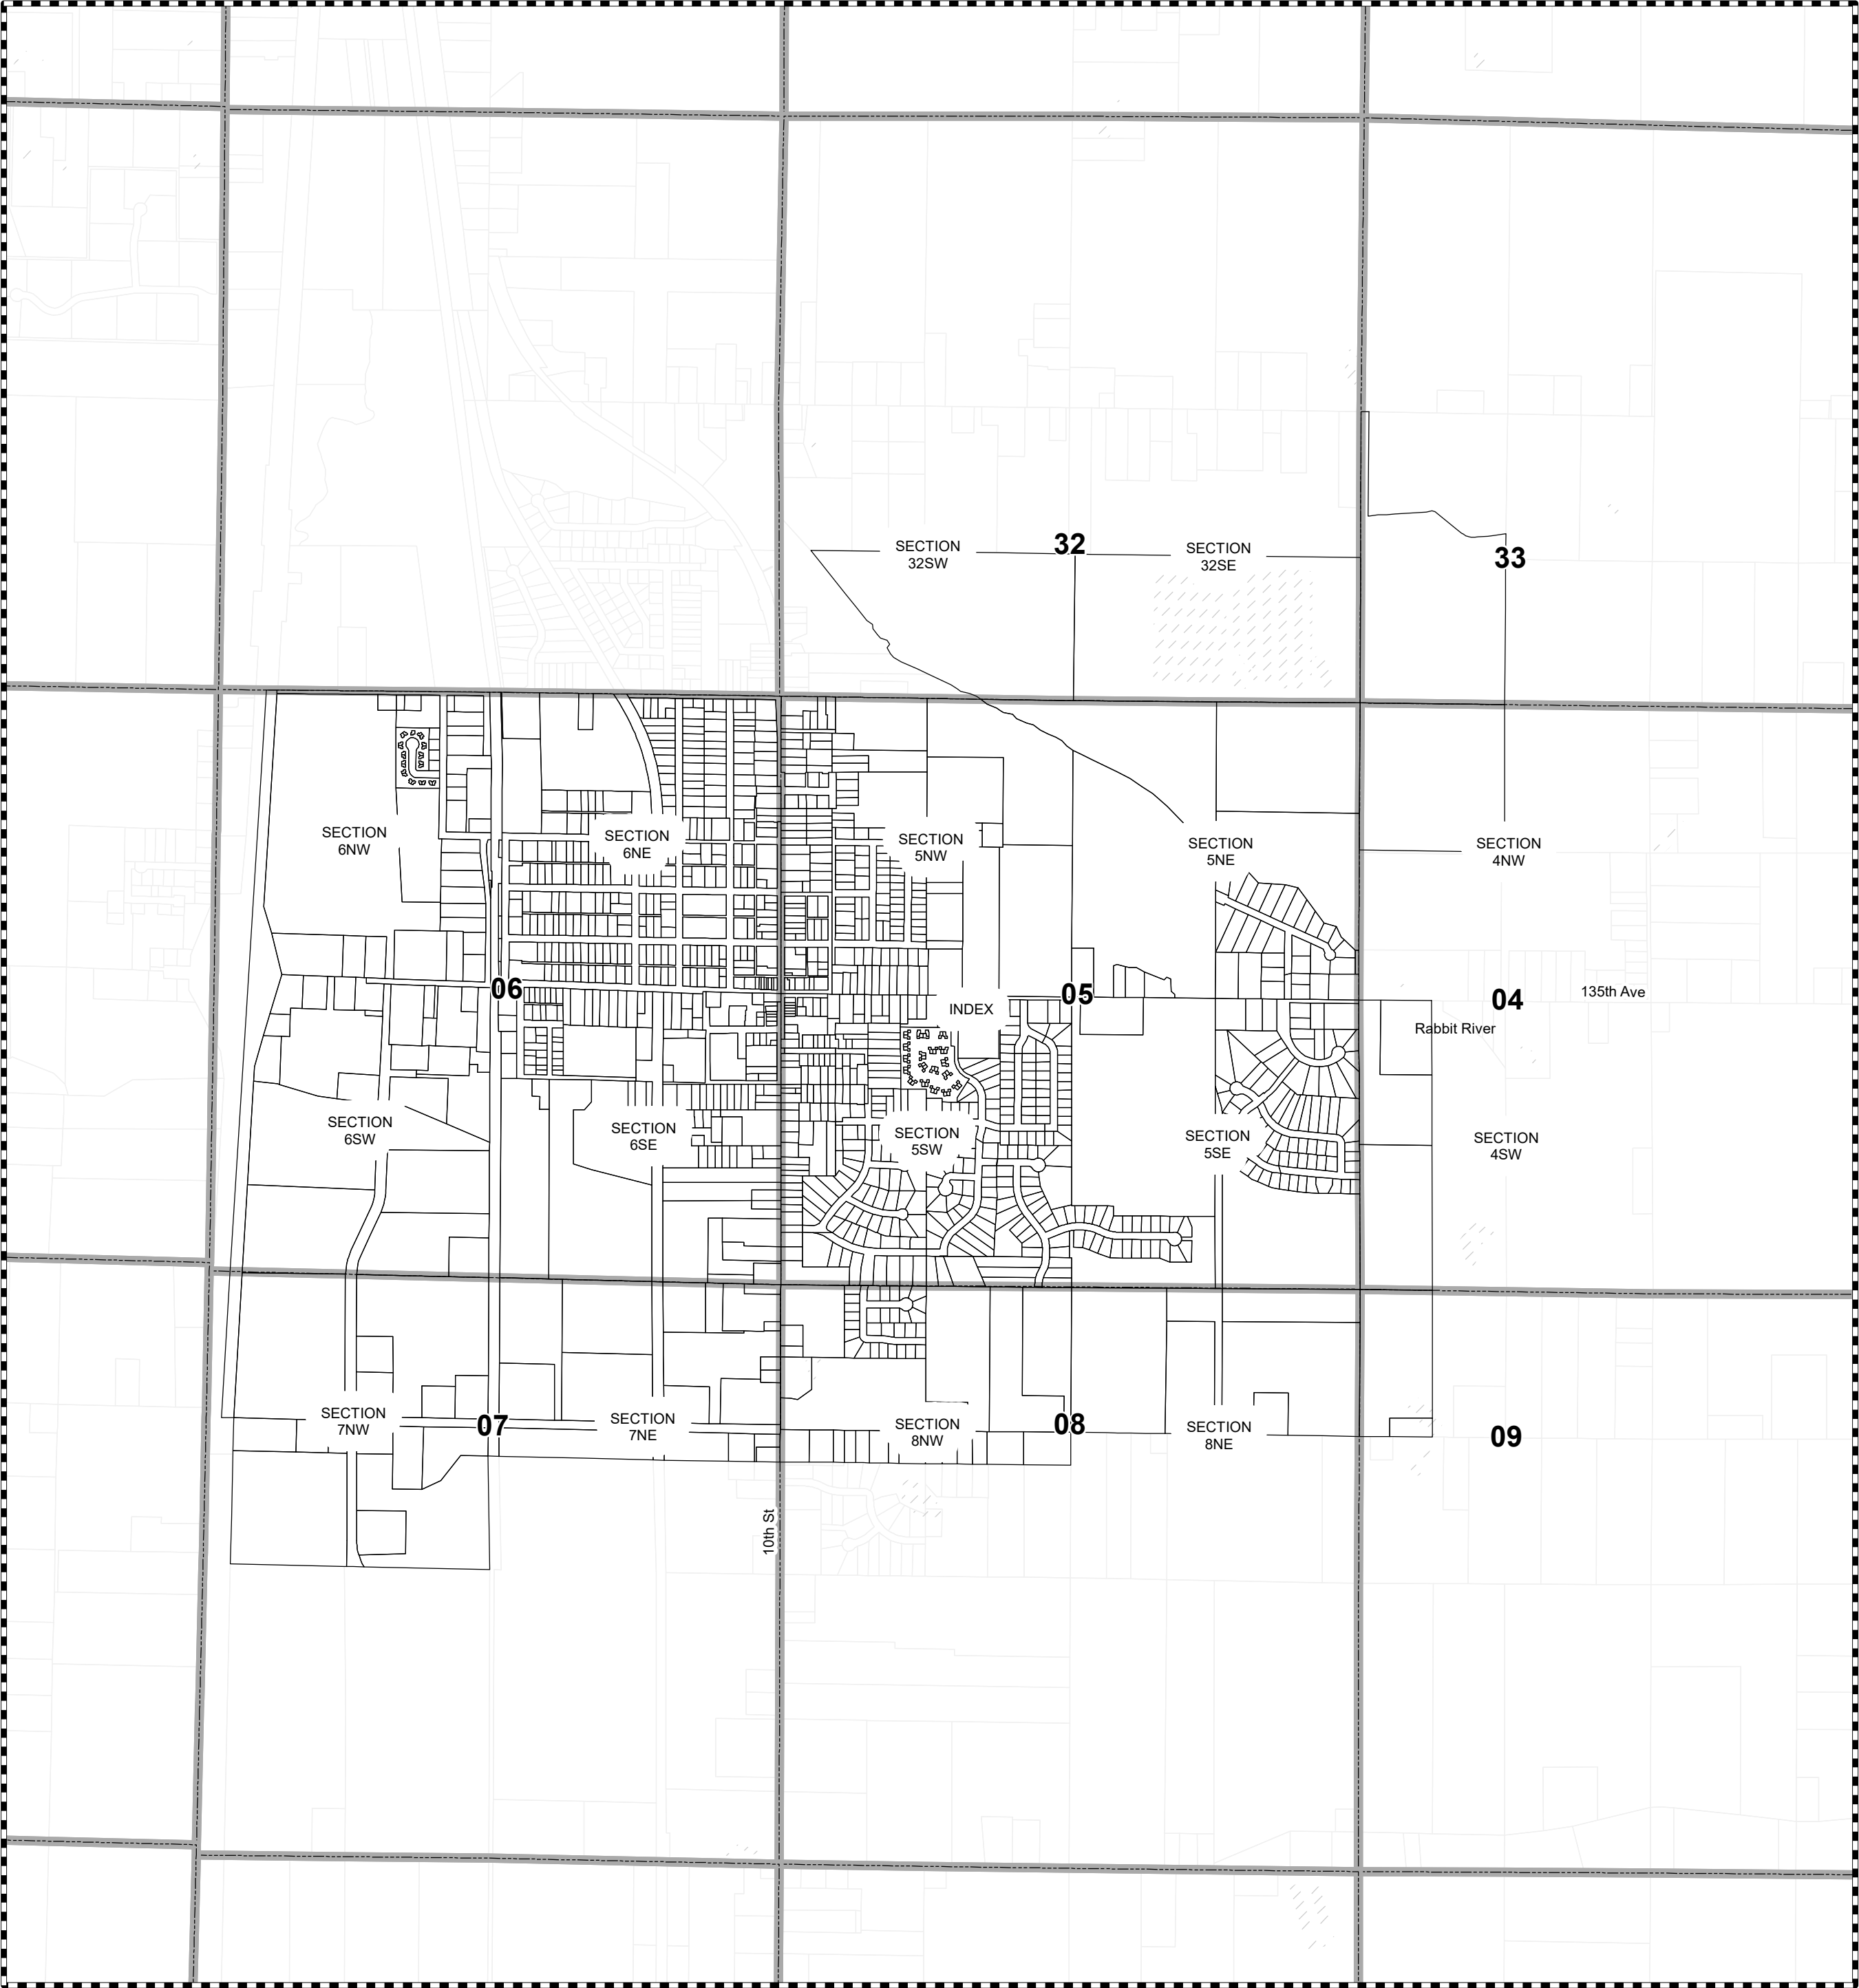 32
33
SECTION
32SW
SECTION
32SE
SECTION
6NW
SECTION
6NE
SECTION
5NW
SECTION
5NE
SECTION
4NW
06
INDEX
05
04
135th Ave
Rabbit River
SECTION
6SW
SECTION
6SE
SECTION
5SW
SECTION
5SE
SECTION
4SW
SECTION
7NW
07
SECTION
7NE
SECTION
8NW
08
SECTION
8NE
09
10th St